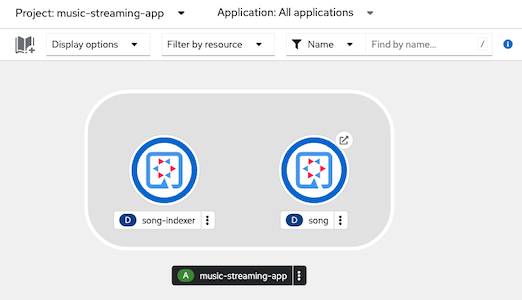 Project: music-streaming-app Application: All applications
Display options Filter by resource Name Find by name... /
D song-indexer D song
A music-streaming-app